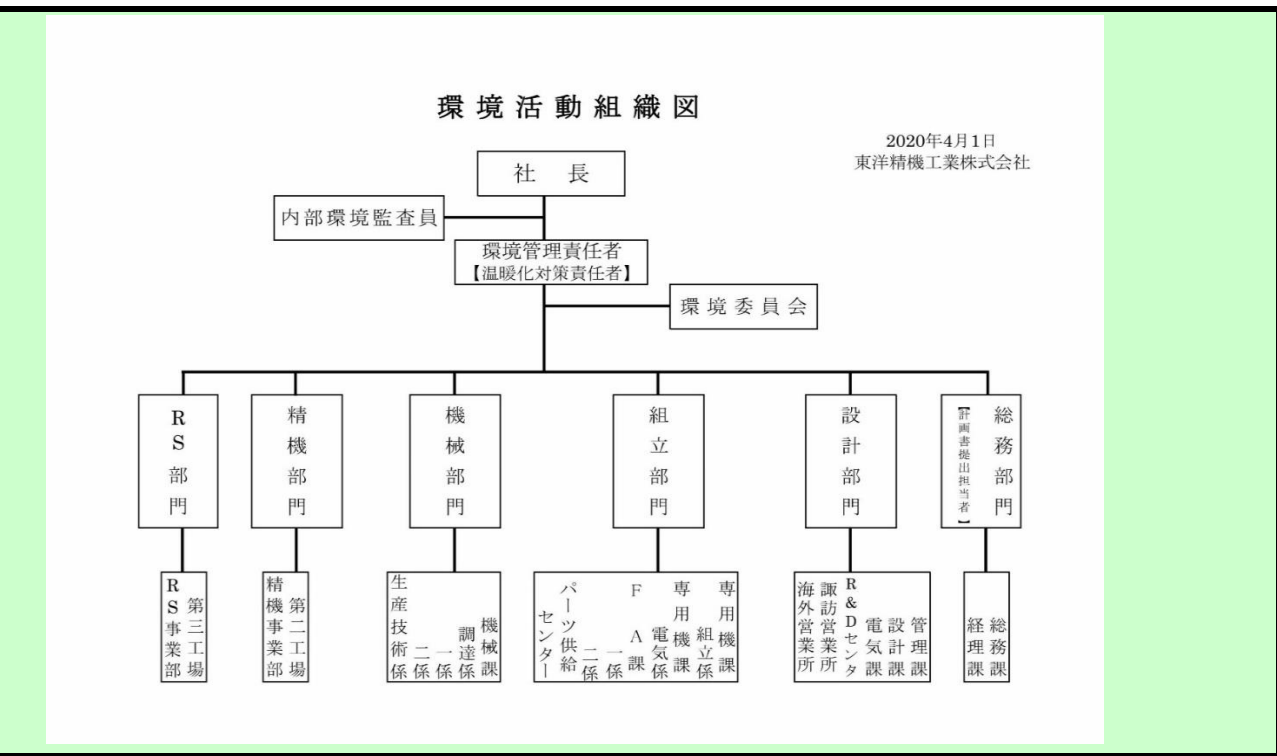 環境活動組織図
2020年4月1日
東洋精機工業株式会社
社長
内部環境監査員
環境管理責任者
【温暖化対策責任者】
環境委員会
RS部門
精機部門
機械部門
組立部門
設計部門
総務部門
【計画書提出担当者】
第三工場
RS事業部
第二工場
精機事業部
機械課
調達係
一係
二係
生産技術係
専用機課
組立係
専用機課
電気係
FA課
一係
二係
パーツ供給
センター
管理課
設計課
電気課
R&Dセンタ
諏訪営業所
海外営業所
総務課
経理課